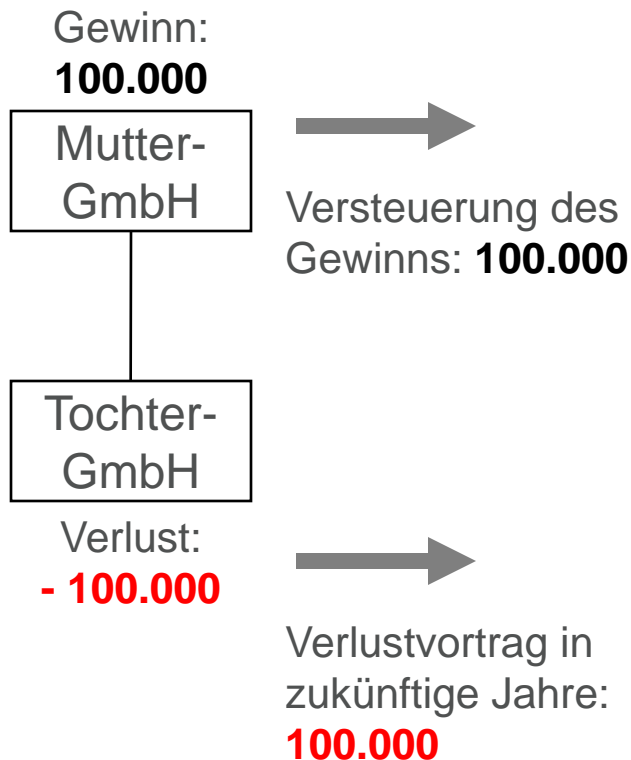 Gewinn:
100.000
Mutter-
GmbH
Versteuerung des
Gewinns: 100.000
Tochter-
GmbH
Verlust:
- 100.000
Verlustvortrag in
zukünftige Jahre:
100.000